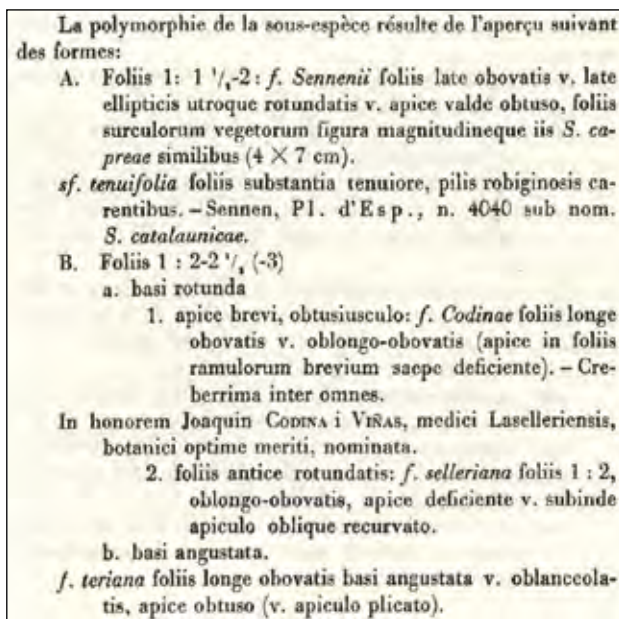 La polymorphie de la sous-espèce résulte de l'aperçu suivant
des formes:
A. Foliis 1: 1 1/2-2: f. Sennenii foliis late obovatis v. late
ellipticis utroque rotundatis v. apice valde obtuso, foliis
surculorum vegetorum figura magnitudineque iis S. ca-
preae similibus (4 × 7 cm).
sf. tenuifolia foliis substantia tenuiore, pilis robiginosis ca-
rentibus. – Sennen, Pl. d'Esp., n. 4040 sub nom.
S. catalaunicae.
B. Foliis 1 : 2-2 1/2 (-3)
a. basi rotunda
1. apice brevi, obtusiusculo: f. Codinae foliis longe
obovatis v. oblongo-obovatis (apice in foliis
ramulorum brevium saepe deficiente). – Cre-
berrima inter omnes.
In honorem Joaquin CODINA i VIÑAS, medici Laselleriensis,
botanici optime meriti, nominata.
2. foliis antice rotundatis: f. selleriana foliis 1 : 2,
oblongo-obovatis, apice deficiente v. subinde
apiculo oblique recurvato.
b. basi angustata.
f. teriana foliis longe obovatis basi angustata v. oblanceola-
tis, apice obtuso (v. apiculo plicato).